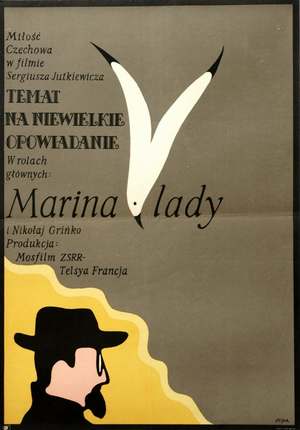 Miłość
Czechowa
w filmie
Sergiusza Jutkiewicza
TEMAT
NA NIEWIELKIE
OPOWIADANIE
W rolach
głównych:
Marina Vlady
i Nikołaj Grińko
Produkcja:
Mosfilm ZSRR-
Telsya Francja